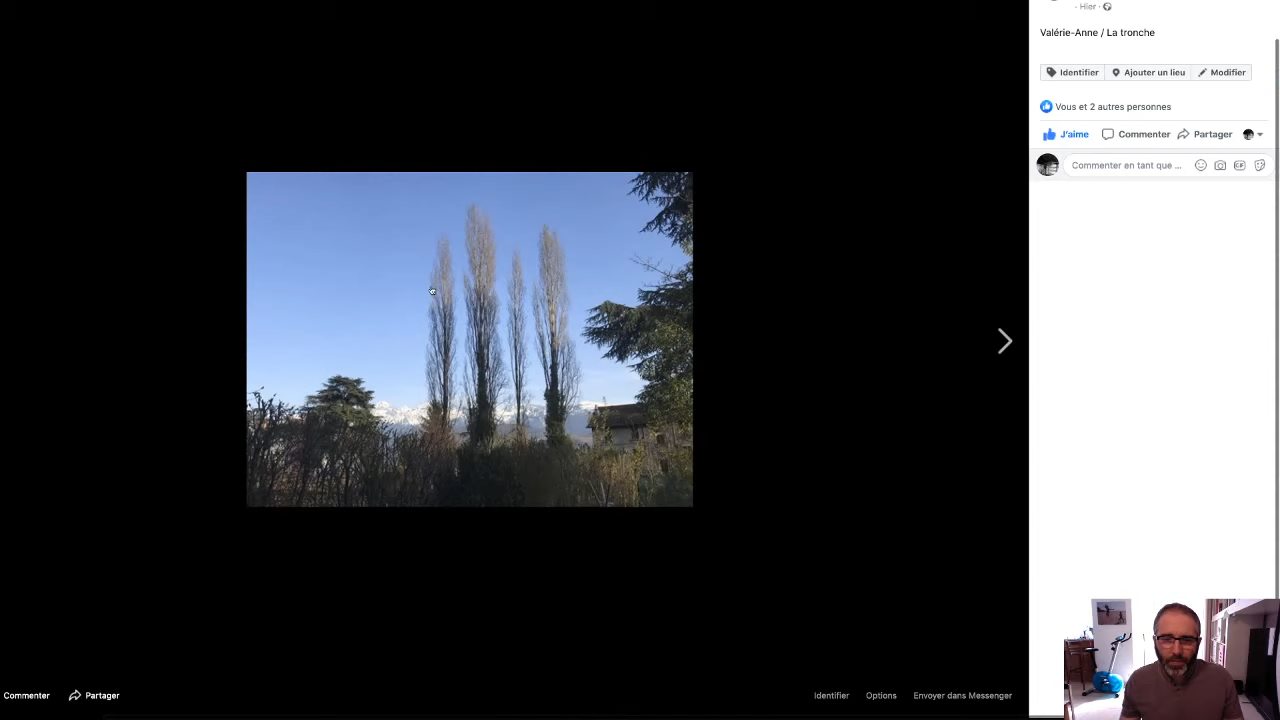 - Hier ·
Valérie-Anne / La tronche
Identifier Ajouter un lieu Modifier
Vous et 2 autres personnes
J'aime Commenter Partager
Commenter en tant que ...
Commenter Partager Identifier Options Envoyer dans Messenger